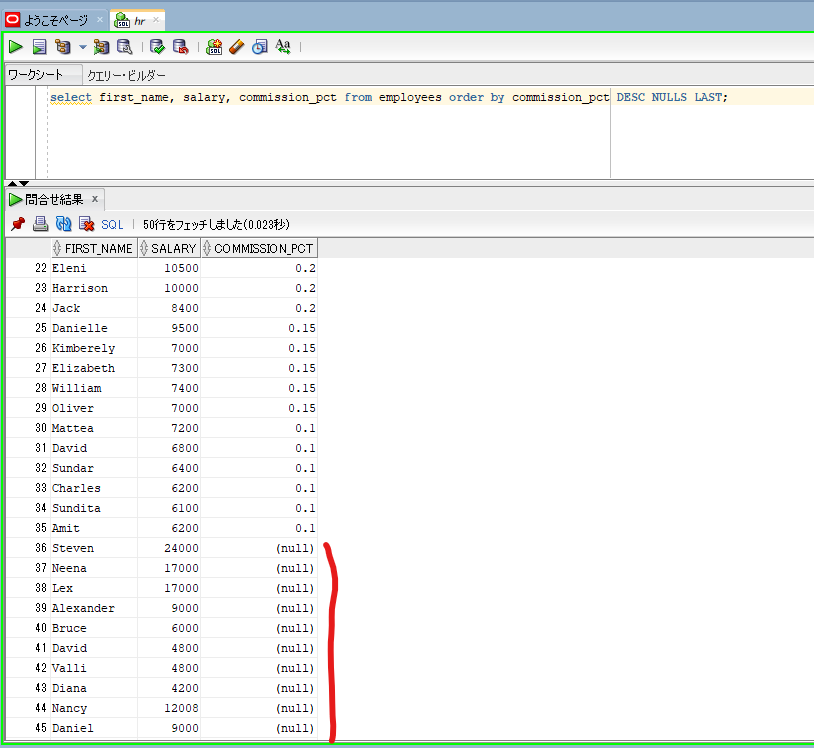 ようこそページ hr
ワークシート クエリー・ビルダー
select first_name, salary, commission_pct from employees order by commission_pct DESC NULLS LAST;
問合せ結果
SQL 50行をフェッチしました(0.023秒)
FIRST_NAME SALARY COMMISSION_PCT
22 Eleni 10500 0.2
23 Harrison 10000 0.2
24 Jack 8400 0.2
25 Danielle 9500 0.15
26 Kimberely 7000 0.15
27 Elizabeth 7300 0.15
28 William 7400 0.15
29 Oliver 7000 0.15
30 Mattea 7200 0.1
31 David 6800 0.1
32 Sundar 6400 0.1
33 Charles 6200 0.1
34 Sundita 6100 0.1
35 Amit 6200 0.1
36 Steven 24000 (null)
37 Neena 17000 (null)
38 Lex 17000 (null)
39 Alexander 9000 (null)
40 Bruce 6000 (null)
41 David 4800 (null)
42 Valli 4800 (null)
43 Diana 4200 (null)
44 Nancy 12008 (null)
45 Daniel 9000 (null)